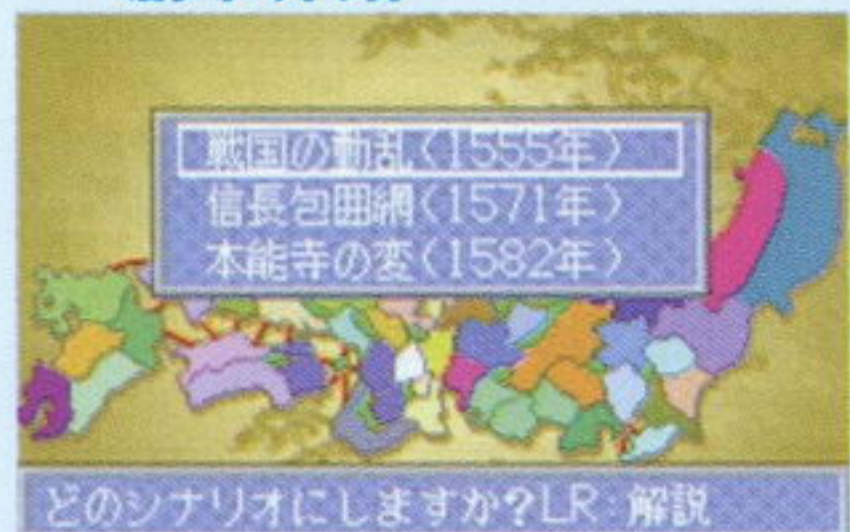 戦国の動乱〈1555年〉
信長包囲網〈1571年〉
本能寺の変〈1582年〉
どのシナリオにしますか?LR:解説